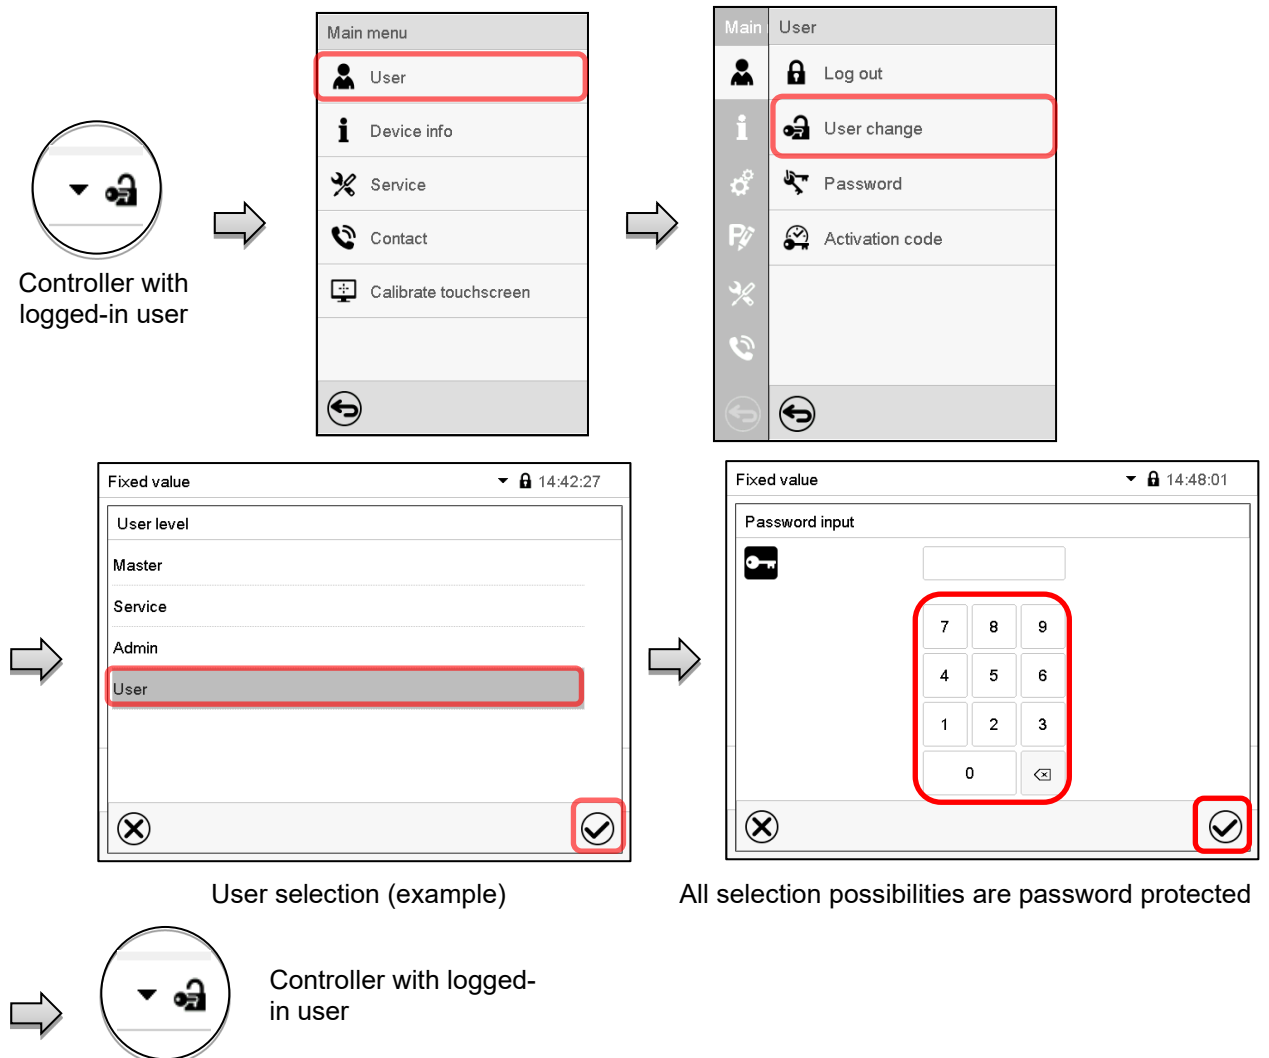 Main menu
User
Device info
Service
Contact
Calibrate touchscreen
Main
User
Log out
User change
Password
Activation code
Controller with
logged-in user
Fixed value 14:42:27
User level
Master
Service
Admin
User
Fixed value 14:48:01
Password input
7 8 9
4 5 6
1 2 3
0
User selection (example)
All selection possibilities are password protected
Controller with logged-
in user